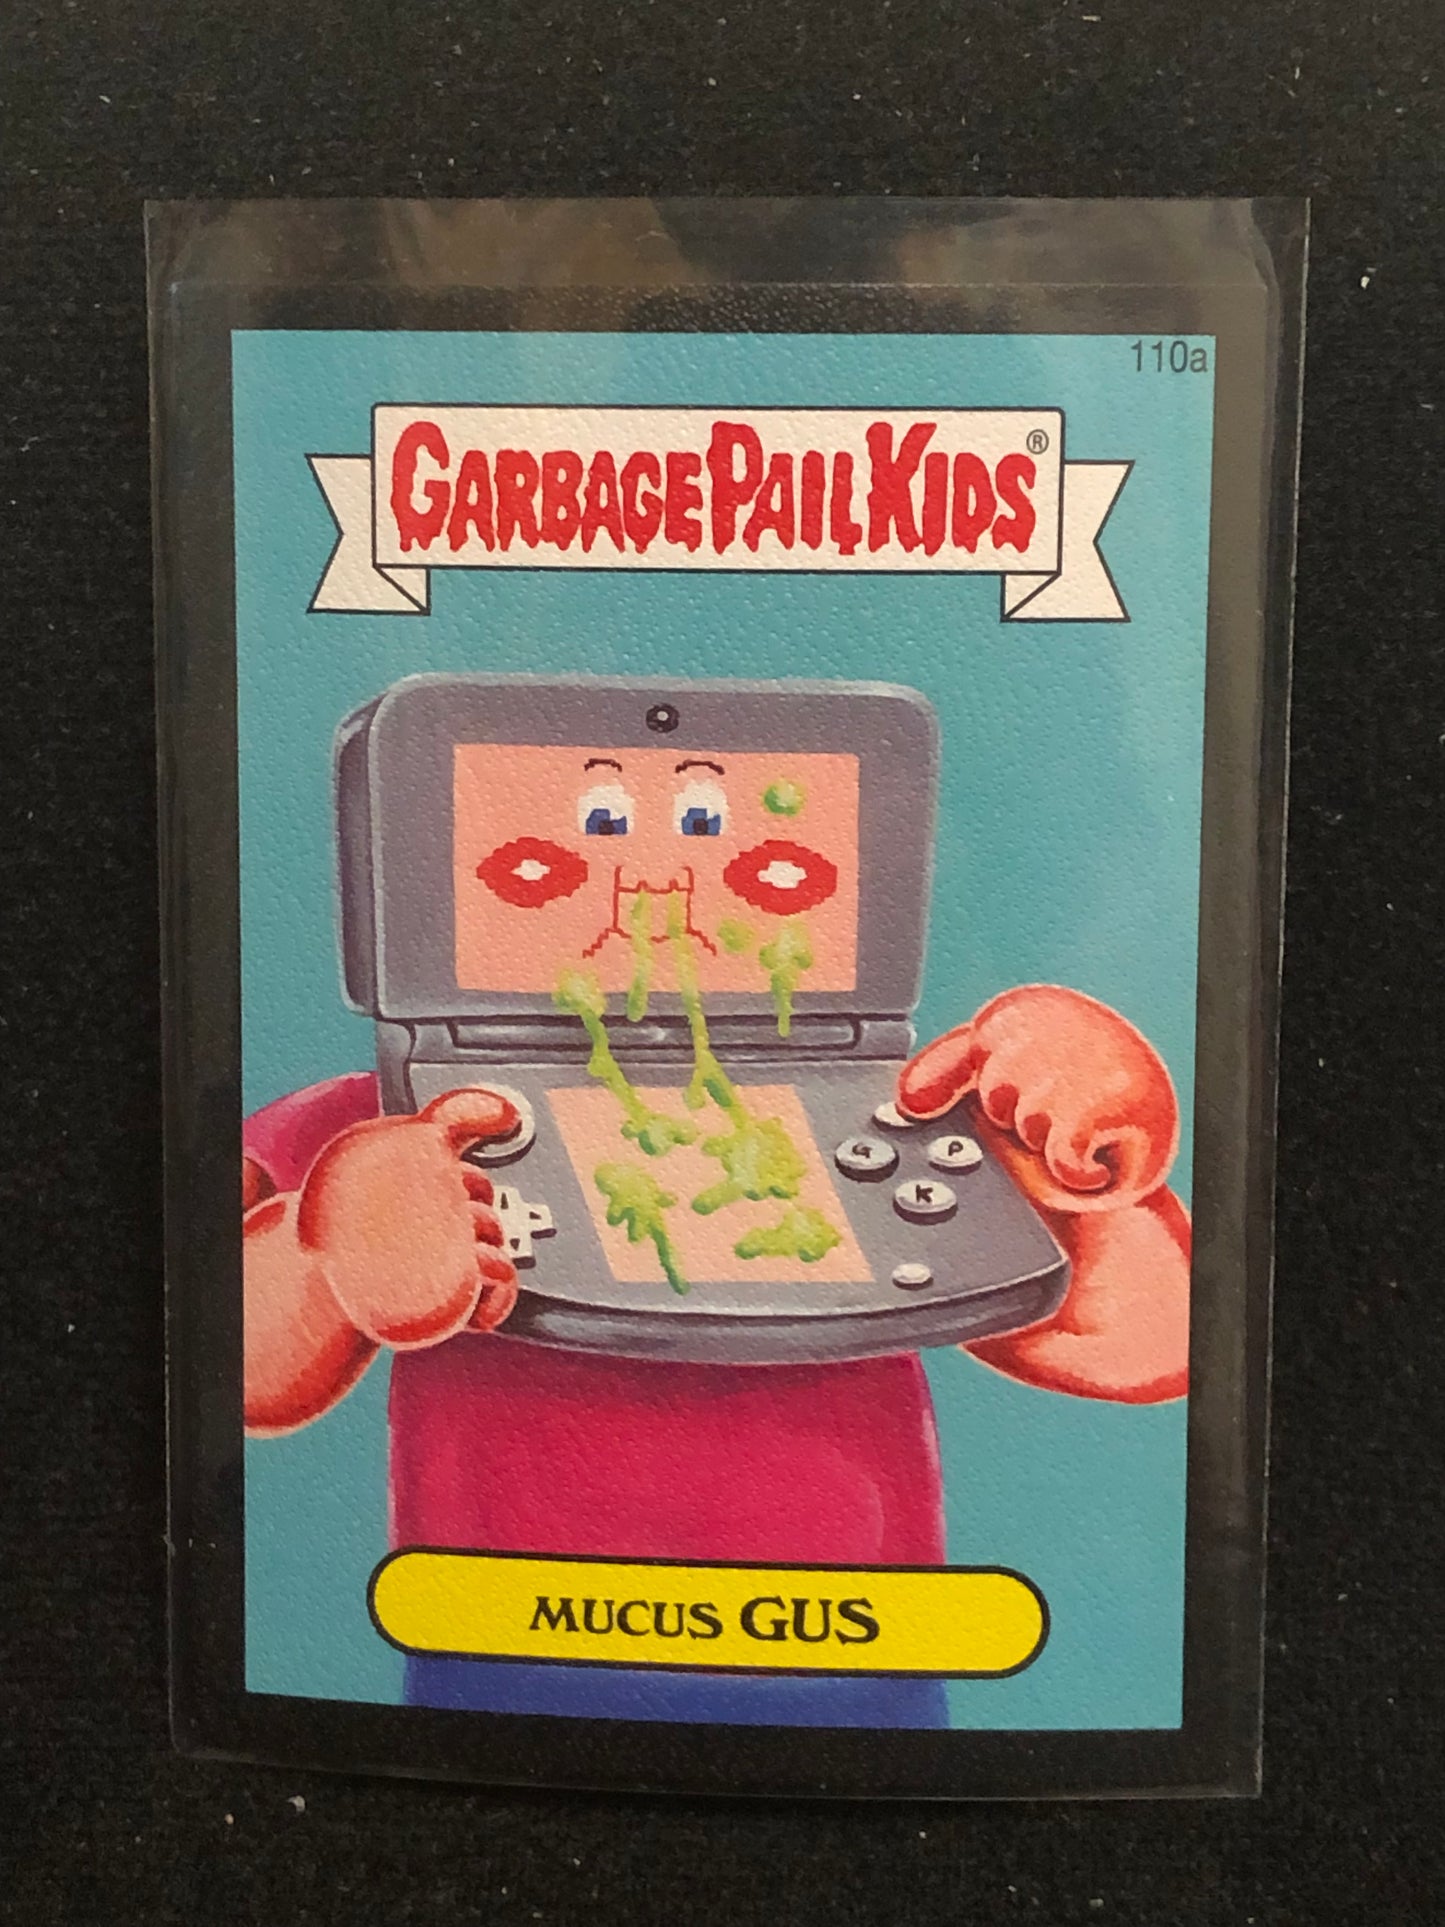 110a
GARBAGE PAIL KIDS®
G P
K
MUCUS GUS